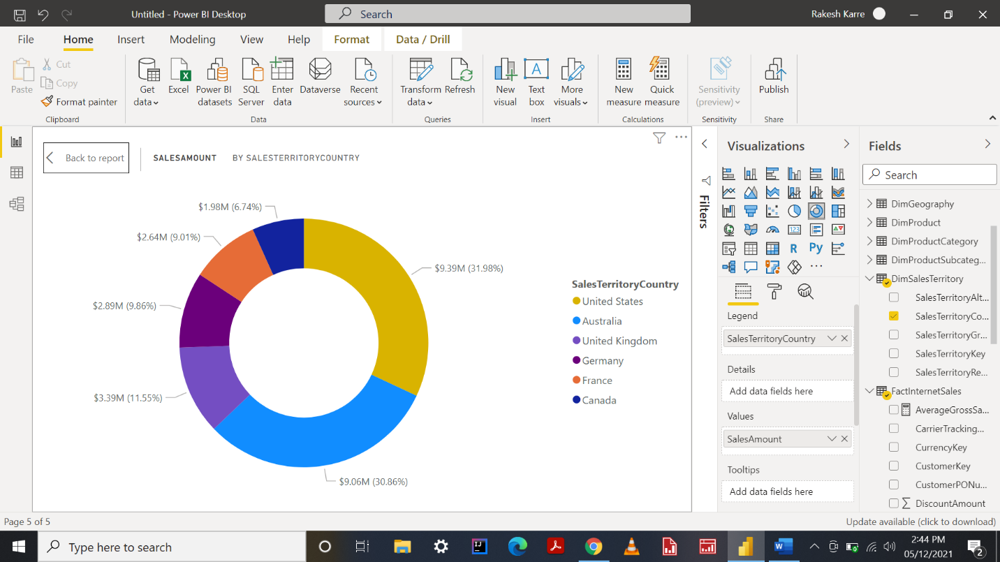 Untitled - Power BI Desktop
Search
Rakesh Karre
File Home Insert Modeling View Help Format Data / Drill
Paste
Cut
Copy
Format painter
Clipboard
Get data
Excel
Power BI datasets
SQL Server
Enter data
Dataverse
Recent sources
Data
Transform data
Refresh
Queries
New visual
Text box
More visuals
Insert
New measure
Quick measure
Calculations
Sensitivity (preview)
Sensitivity
Publish
Share
Back to report
SALESAMOUNT
BY SALESTERRITORYCOUNTRY
$1.98M (6.74%)
$2.64M (9.01%)
$9.39M (31.98%)
$2.89M (9.86%)
$3.39M (11.55%)
$9.06M (30.86%)
SalesTerritoryCountry
United States
Australia
United Kingdom
Germany
France
Canada
Filters
Visualizations
A
123
R
Py
Legend
SalesTerritoryCountry
Details
Add data fields here
Values
SalesAmount
Tooltips
Add data fields here
Fields
Search
DimGeography
DimProduct
DimProductCategory
DimProductSubcateg...
DimSalesTerritory
SalesTerritoryAlt...
SalesTerritoryCo...
SalesTerritoryGr...
SalesTerritoryKey
SalesTerritoryRe...
FactInternetSales
AverageGrossSa...
CarrierTracking...
CurrencyKey
CustomerKey
CustomerPONu...
DiscountAmount
Page 5 of 5
Update available (click to download)
Type here to search
IJ
W
2:44 PM
05/12/2021
2